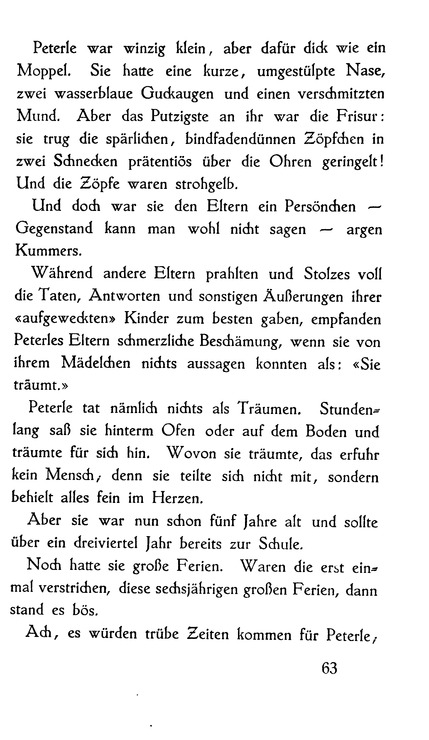 Peterle war winzig klein, aber dafür dick wie ein
Moppel. Sie hatte eine kurze, umgestülpte Nase,
zwei wasserblaue Guckaugen und einen verschmitzten
Mund. Aber das Putzigste an ihr war die Frisur:
sie trug die spärlichen, bindfadendünnen Zöpfchen in
zwei Schnecken prätentiös über die Ohren geringelt!
Und die Zöpfe waren strohgelb.
Und doch war sie den Eltern ein Persönchen —
Gegenstand kann man wohl nicht sagen — argen
Kummers.
Während andere Eltern prahlten und Stolzes voll
die Taten, Antworten und sonstigen Äußerungen ihrer
«aufgeweckten» Kinder zum besten gaben, empfanden
Peterles Eltern schmerzliche Beschämung, wenn sie von
ihrem Mädelchen nichts aussagen konnten als: «Sie
träumt.»
Peterle tat nämlich nichts als Träumen. Stunden=
lang saß sie hinterm Ofen oder auf dem Boden und
träumte für sich hin. Wovon sie träumte, das erfuhr
kein Mensch, denn sie teilte sich nicht mit, sondern
behielt alles fein im Herzen.
Aber sie war nun schon fünf Jahre alt und sollte
über ein dreiviertel Jahr bereits zur Schule.
Noch hatte sie große Ferien. Waren die erst ein=
mal verstrichen, diese sechsjährigen großen Ferien, dann
stand es bös.
Ach, es würden trübe Zeiten kommen für Peterle,
63